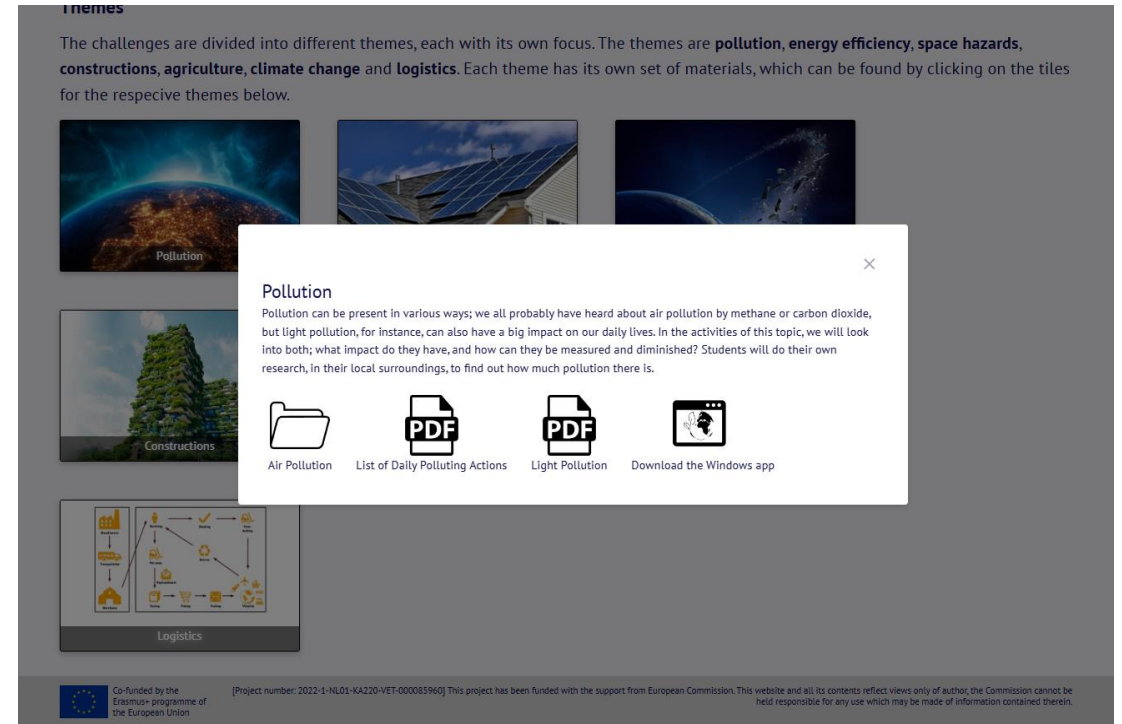 Themes
The challenges are divided into different themes, each with its own focus. The themes are pollution, energy efficiency, space hazards,
constructions, agriculture, climate change and logistics. Each theme has its own set of materials, which can be found by clicking on the tiles
for the respecive themes below.
Pollution
×
Pollution
Pollution can be present in various ways; we all probably have heard about air pollution by methane or carbon dioxide,
but light pollution, for instance, can also have a big impact on our daily lives. In the activities of this topic, we will look
into both; what impact do they have, and how can they be measured and diminished? Students will do their own
research, in their local surroundings, to find out how much pollution there is.
PDF
PDF
Air Pollution
List of Daily Polluting Actions
Light Pollution
Download the Windows app
Constructions
Logistics
Co-funded by the
Erasmus+ programme of
the European Union
[Project number: 2022-1-NL01-KA220-VET-000085960] This project has been funded with the support from European Commission. This website and all its contents reflect views only of author, the Commission cannot be
held responsible for any use which may be made of information contained therein.